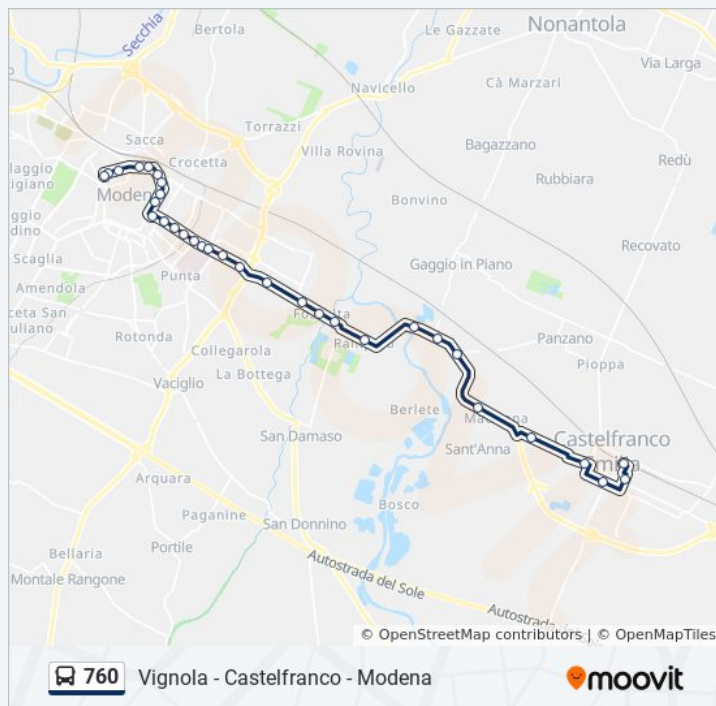 Nonantola
Le Gazzate
Bertola
Secchia
Via Larga
Navicello
Cà Marzari
Torrazzi
Sacca
Villa Rovina
Bagazzano
Redù
Crocetta
Rubbiara
Bonvino
Recovato
Punta
Scaglia
Gaggio in Piano
Amendola
Rotonda
Panzano
Collegarola
Pioppa
Vaciglio
La Bottega
Berlete
Castelfranco
Emilia
San Damaso
Sant'Anna
Arquara
Bosco
Paganine
San Donnino
Portile
Bellaria
Autostrada del Sole
Montale Rangone
© OpenStreetMap contributors | © OpenMapTiles
760 Vignola - Castelfranco - Modena
moovit